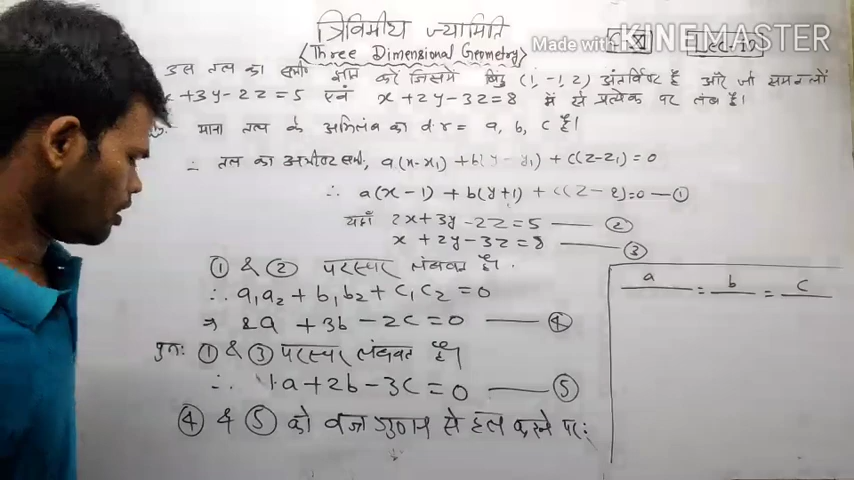 त्रिविमीय ज्यामिति
(Three Dimensional Geometry)
Made with KINEMASTER
उस तल का समी० ज्ञात करें जिसमें बिंदु (1, -1, 2) अंतर्विष्ट है और जो समतलों
x+3y-2z=5 एवं x+2y-3z=8 में से प्रत्येक पर लंब है।
माना तल के अभिलंब का d.r = a, b, c है।
∴ तल का अभीष्ट समी०, a(x-x₁) + b(y-y₁) + c(z-z₁) = 0
∴ a(x-1) + b(y+1) + c(z-2)=0 —①
यहाँ 2x+3y-2z=5 —— ②
x+2y-3z=8 —— ③
① & ② परस्पर लंबवत है।
∴ a₁a₂ + b₁b₂ + c₁c₂ = 0
⇒ 2a + 3b - 2c = 0 —— ④
पुनः ① & ③ परस्पर लंबवत है।
∴ 1a + 2b - 3c = 0 —— ⑤
④ & ⑤ को वज्र गुणन से हल करने पर:
a = b = c